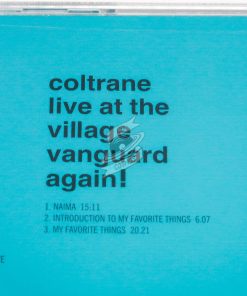 coltrane
live at the
village
vanguard
again!
1. NAIMA 15.11
2. INTRODUCTION TO MY FAVORITE THINGS 6.07
3. MY FAVORITE THINGS 20.21